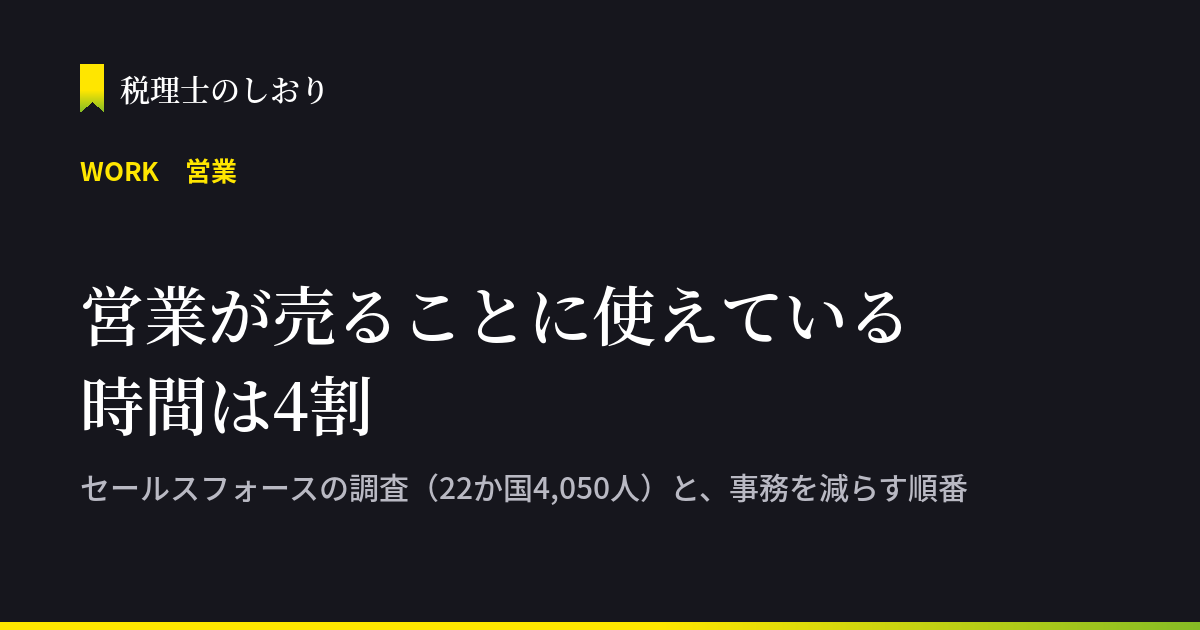 税理士のしおり
WORK　営業
営業が売ることに使えている
時間は4割
セールスフォースの調査（22か国4,050人）と、事務を減らす順番